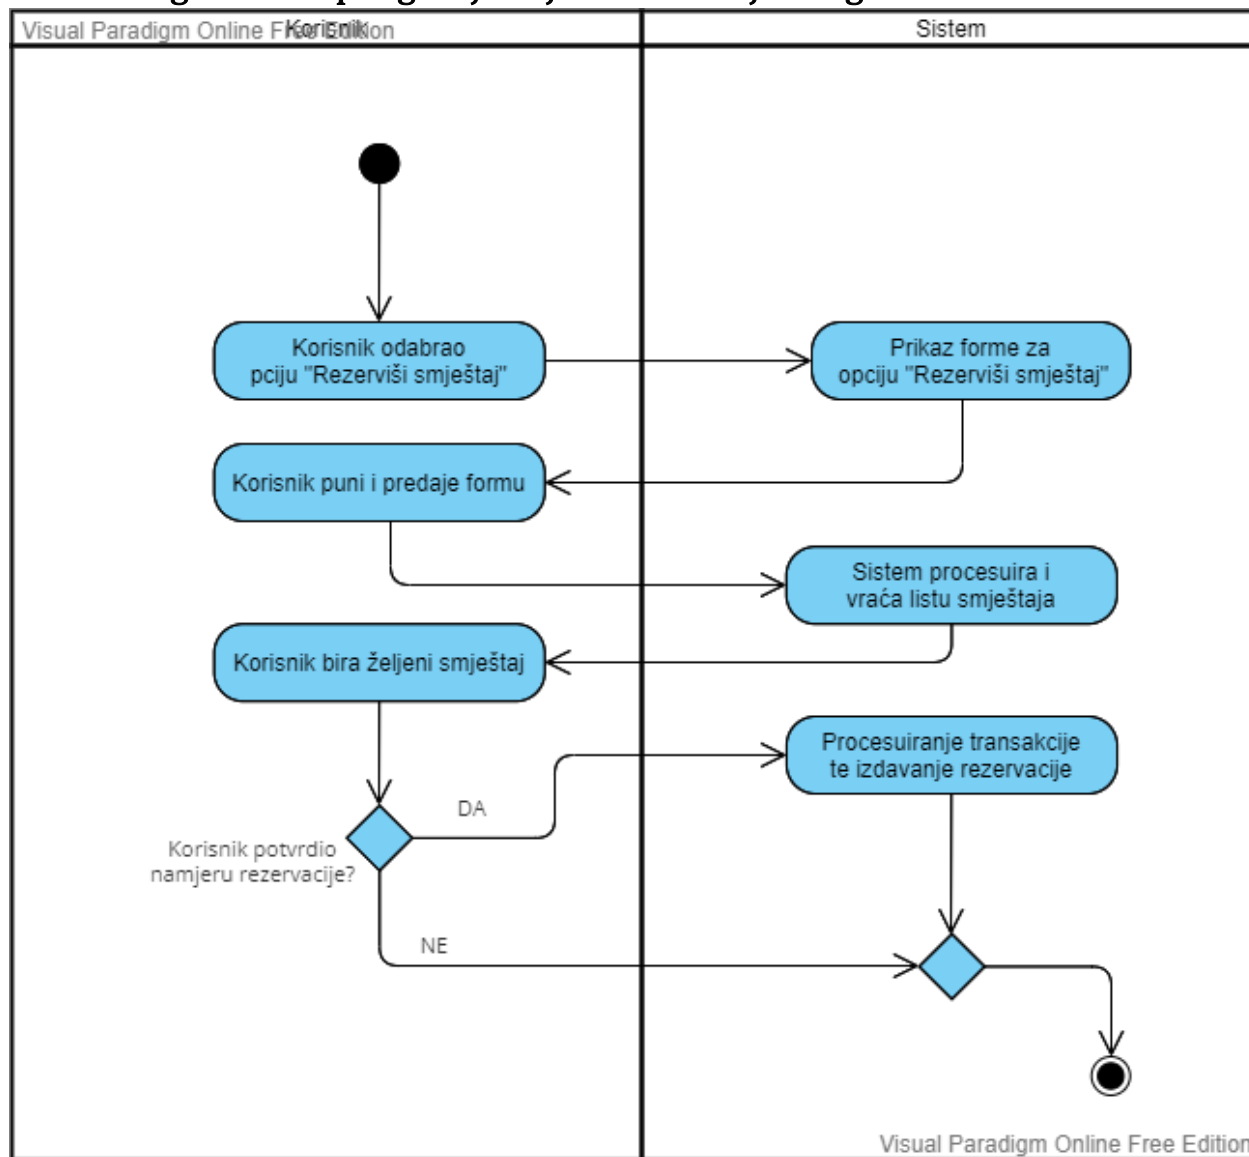 Visual Paradigm Online Free Edition
Korisnik
Sistem
Korisnik odabrao
pciju "Rezerviši smještaj"
Prikaz forme za
opciju "Rezerviši smještaj"
Korisnik puni i predaje formu
Sistem procesuira i
vraća listu smještaja
Korisnik bira željeni smještaj
Procesuiranje transakcije
te izdavanje rezervacije
DA
Korisnik potvrdio
namjeru rezervacije?
NE
Visual Paradigm Online Free Edition